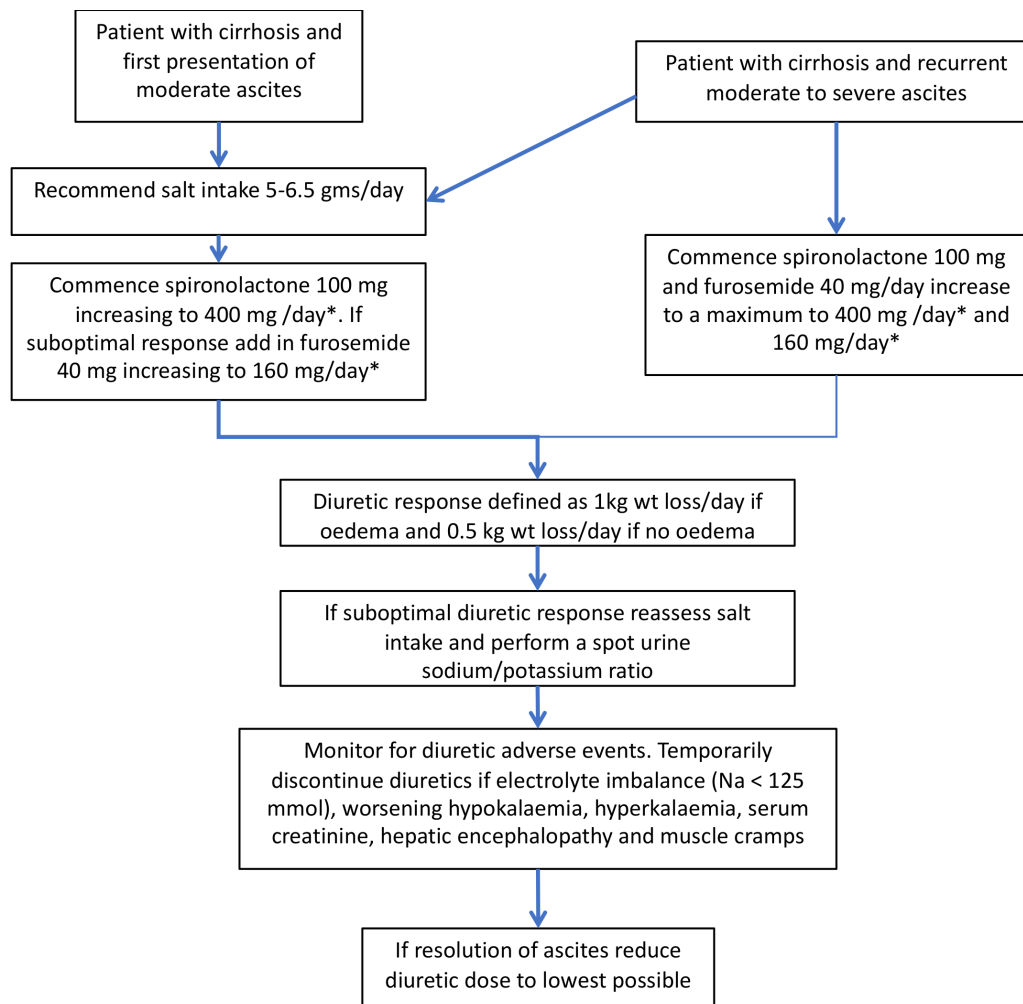 Patient with cirrhosis and
first presentation of
moderate ascites
Patient with cirrhosis and recurrent
moderate to severe ascites
Recommend salt intake 5-6.5 gms/day
Commence spironolactone 100 mg
increasing to 400 mg /day*. If
suboptimal response add in furosemide
40 mg increasing to 160 mg/day*
Commence spironolactone 100 mg
and furosemide 40 mg/day increase
to a maximum to 400 mg /day* and
160 mg/day*
Diuretic response defined as 1kg wt loss/day if
oedema and 0.5 kg wt loss/day if no oedema
If suboptimal diuretic response reassess salt
intake and perform a spot urine
sodium/potassium ratio
Monitor for diuretic adverse events. Temporarily
discontinue diuretics if electrolyte imbalance (Na < 125
mmol), worsening hypokalaemia, hyperkalaemia, serum
creatinine, hepatic encephalopathy and muscle cramps
If resolution of ascites reduce
diuretic dose to lowest possible